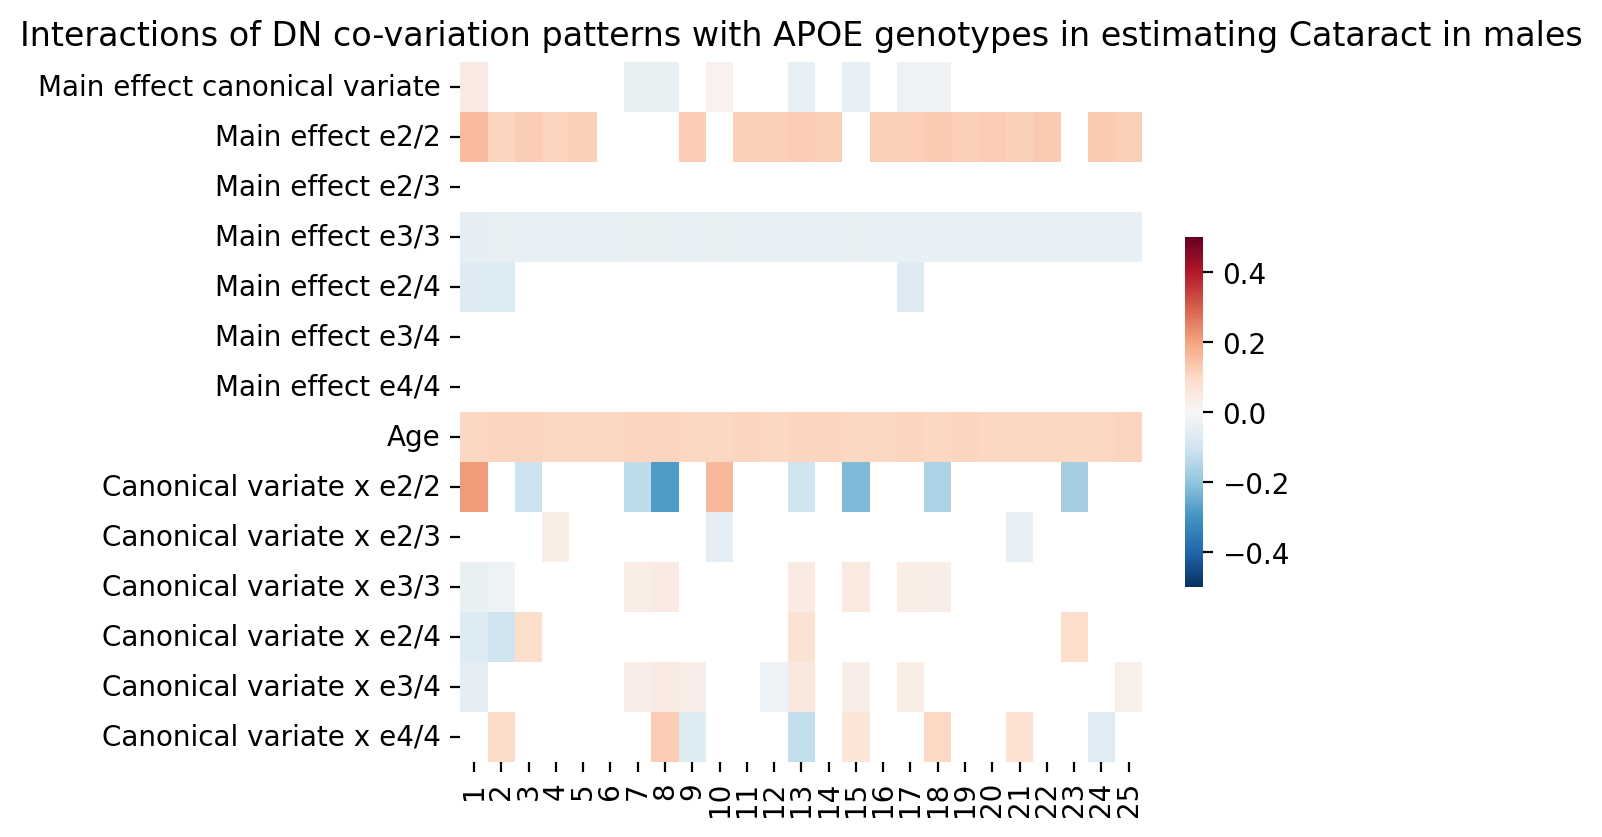 Interactions of DN co-variation patterns with APOE genotypes in estimating Cataract in males
Main effect canonical variate
Main effect e2/2
Main effect e2/3
Main effect e3/3
Main effect e2/4
Main effect e3/4
Main effect e4/4
Age
Canonical variate x e2/2
Canonical variate x e2/3
Canonical variate x e3/3
Canonical variate x e2/4
Canonical variate x e3/4
Canonical variate x e4/4
1 2 3 4 5 6 7 8 9 10 11 12 13 14 15 16 17 18 19 20 21 22 23 24 25
0.4
0.2
0.0
−0.2
−0.4